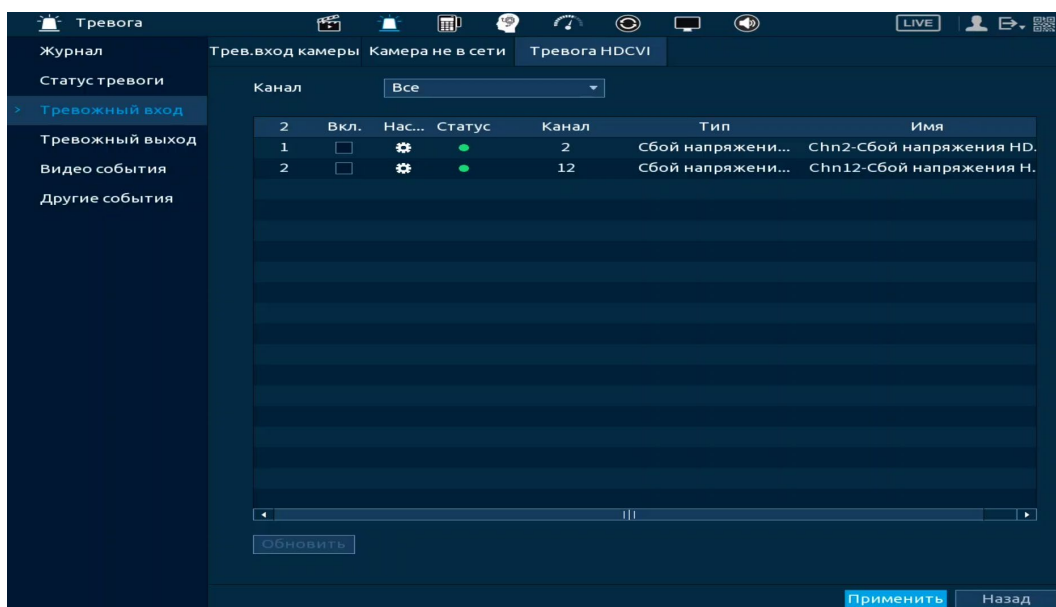 Тревога LIVE
Журнал
Статус тревоги
Тревожный вход
Тревожный выход
Видео события
Другие события
Трев.вход камеры Камера не в сети Тревога HDCVI
Канал Все
2 Вкл. Нас... Статус Канал Тип Имя
1 2 Сбой напряжени... Chn2-Сбой напряжения HD.
2 12 Сбой напряжени... Chn12-Сбой напряжения H.
Обновить
Применить Назад